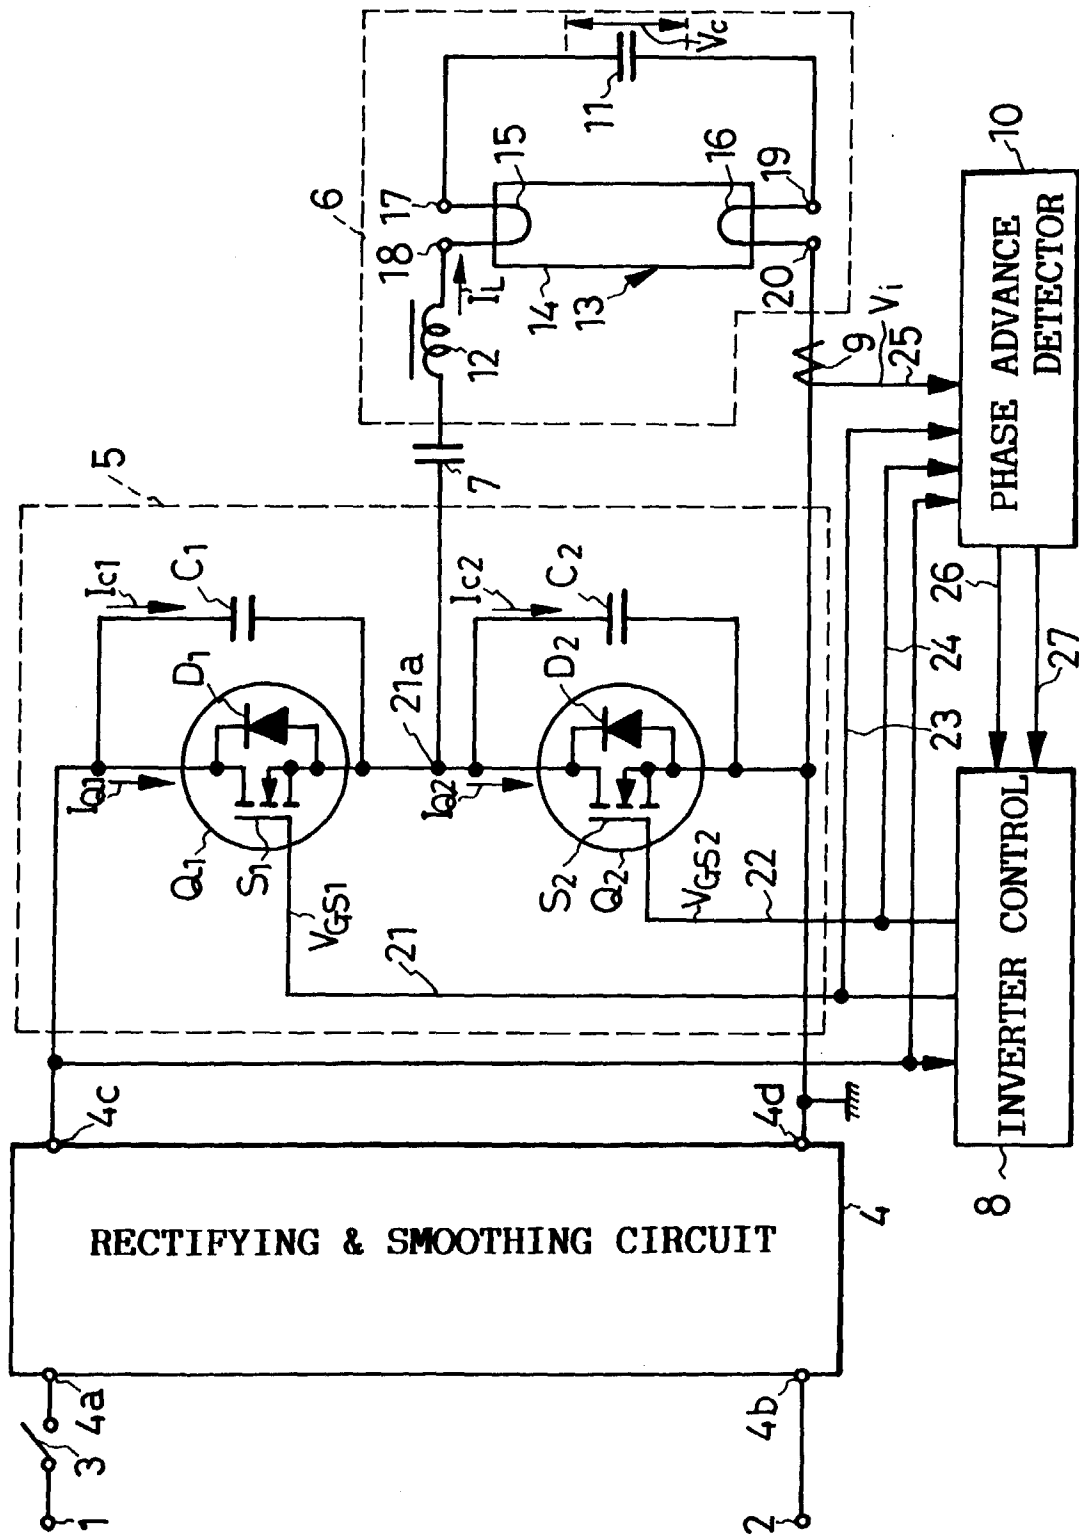 1
3
4a
RECTIFYING & SMOOTHING CIRCUIT
2
4b
4
4c
4d
5
IQ1
Ic1
C1
D1
Q1
S1
VGS1
21
21a
IQ2
Ic2
C2
D2
S2
Q2
VGS2
22
7
6
12
IL
18
17
15
14
13
16
20
19
11
Vc
9
Vi
25
23
24
26
27
8
INVERTER CONTROL
10
PHASE ADVANCE
DETECTOR